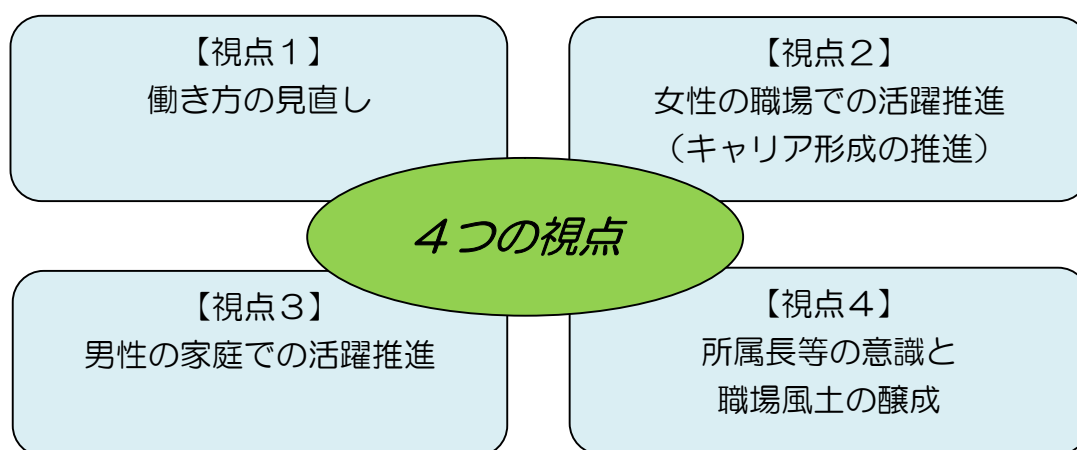 【視点１】
働き方の見直し
【視点２】
女性の職場での活躍推進
（キャリア形成の推進）
４つの視点
【視点３】
男性の家庭での活躍推進
【視点４】
所属長等の意識と
職場風土の醸成